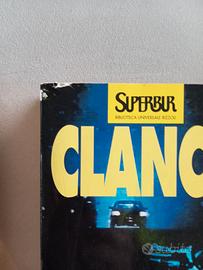 SUPERBUR
BIBLIOTECA UNIVERSALE RIZZOLI
CLANC